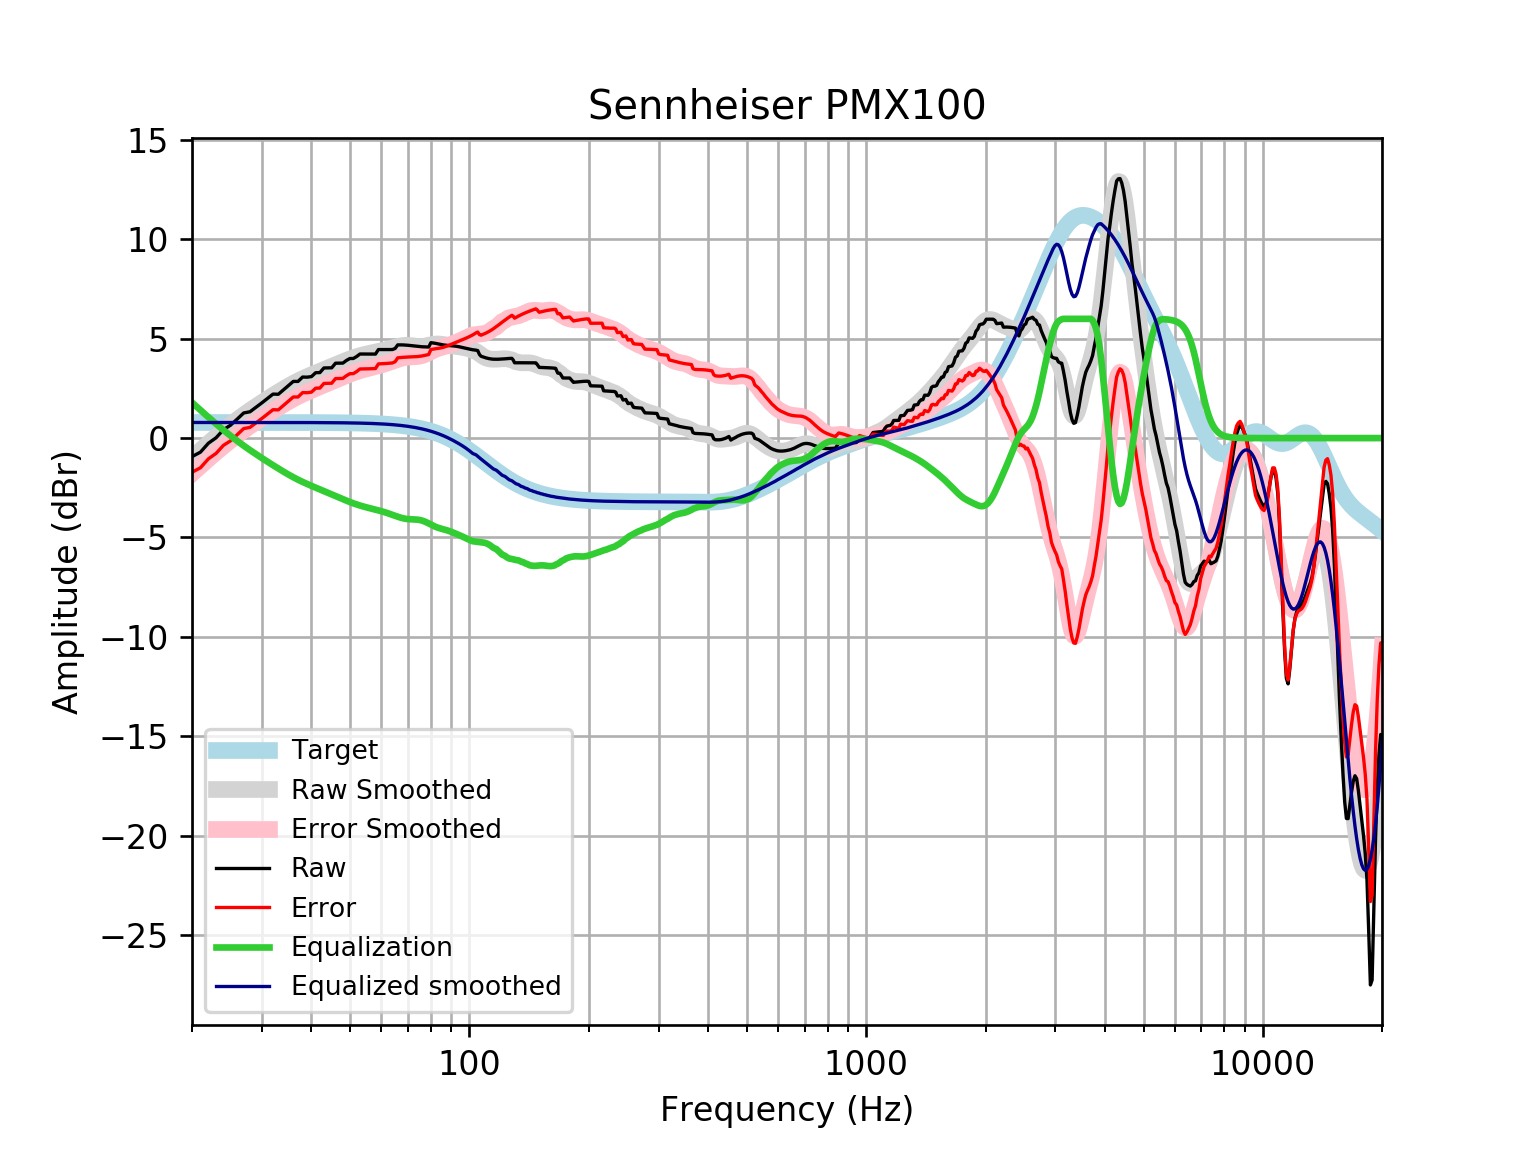 Sennheiser PMX100
Amplitude (dBr)
15
10
5
0
−5
−10
−15
−20
−25
Target
Raw Smoothed
Error Smoothed
Raw
Error
Equalization
Equalized smoothed
100
1000
10000
Frequency (Hz)